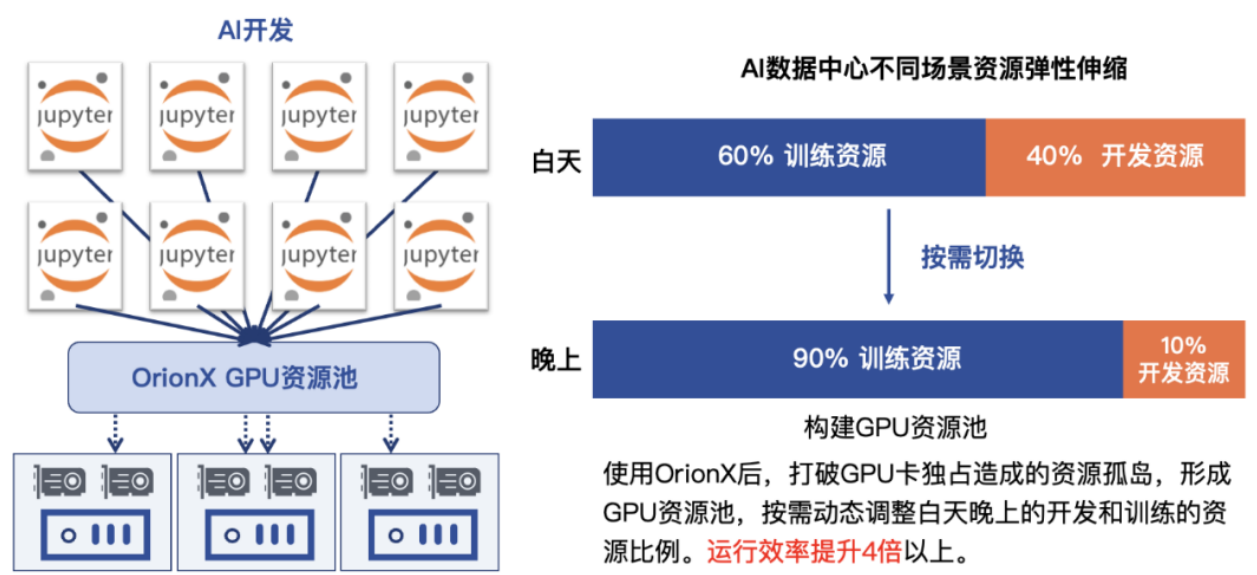 AI开发
jupyter
jupyter
jupyter
jupyter
jupyter
jupyter
jupyter
jupyter
OrionX GPU资源池
AI数据中心不同场景资源弹性伸缩
白天
60% 训练资源
40% 开发资源
按需切换
晚上
90% 训练资源
10%
开发资源
构建GPU资源池
使用OrionX后，打破GPU卡独占造成的资源孤岛，形成
GPU资源池，按需动态调整白天晚上的开发和训练的资
源比例。运行效率提升4倍以上。